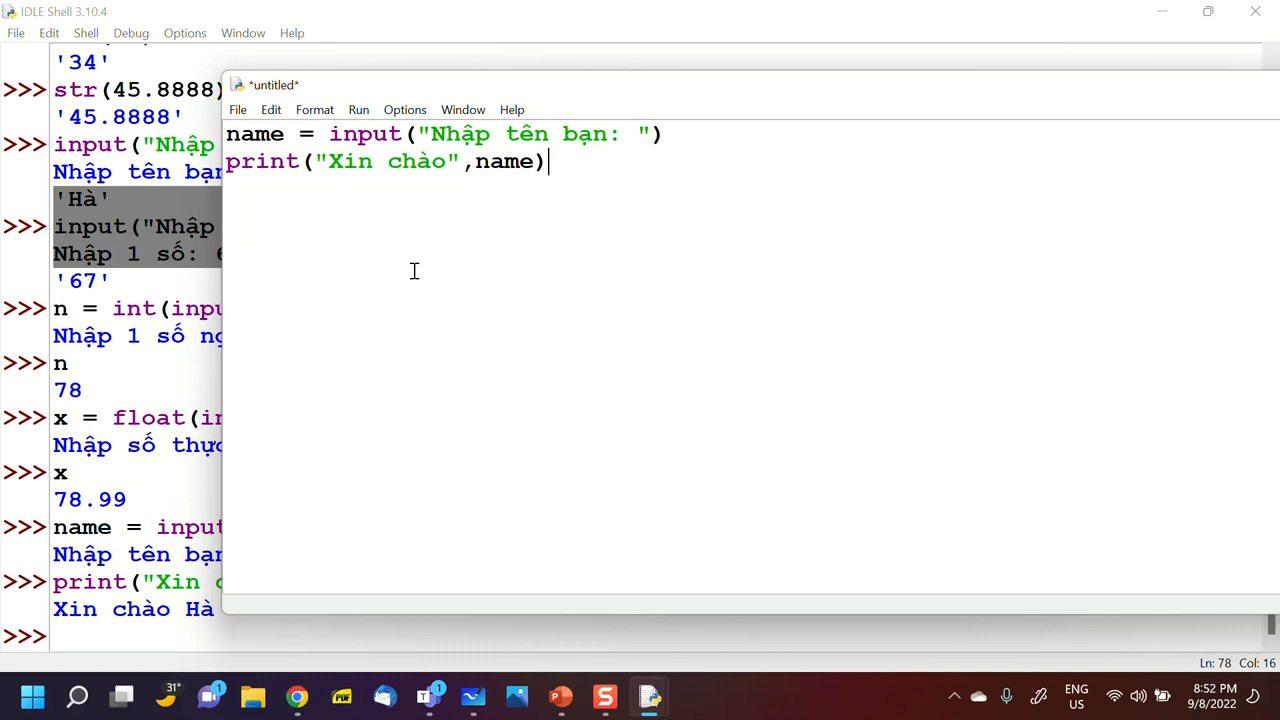 IDLE Shell 3.10.4
File Edit Shell Debug Options Window Help
'34'
>>> str(45.8888)
'45.8888'
>>> input("Nhập
Nhập tên bạn
'Hà'
>>> input("Nhập
Nhập 1 số: 6
'67'
>>> n = int(inpu
Nhập 1 số ng
>>> n
78
>>> x = float(in
Nhập số thực
>>> x
78.99
>>> name = input
Nhập tên bạn
>>> print("Xin c
Xin chào Hà
>>>
*untitled*
File Edit Format Run Options Window Help
name = input("Nhập tên bạn: ")
print("Xin chào",name)
Ln: 78 Col: 16
31°
1
PDF
1
ENG
US
8:52 PM
9/8/2022